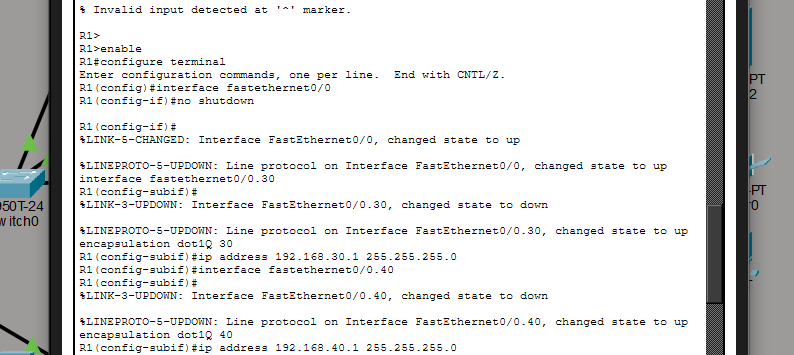 % Invalid input detected at '^' marker.
R1>
R1>enable
R1#configure terminal
Enter configuration commands, one per line.  End with CNTL/Z.
R1(config)#interface fastethernet0/0
R1(config-if)#no shutdown
R1(config-if)#
%LINK-5-CHANGED: Interface FastEthernet0/0, changed state to up
%LINEPROTO-5-UPDOWN: Line protocol on Interface FastEthernet0/0, changed state to up
interface fastethernet0/0.30
R1(config-subif)#
%LINK-3-UPDOWN: Interface FastEthernet0/0.30, changed state to down
%LINEPROTO-5-UPDOWN: Line protocol on Interface FastEthernet0/0.30, changed state to up
encapsulation dot1Q 30
R1(config-subif)#ip address 192.168.30.1 255.255.255.0
R1(config-subif)#interface fastethernet0/0.40
R1(config-subif)#
%LINK-3-UPDOWN: Interface FastEthernet0/0.40, changed state to down
%LINEPROTO-5-UPDOWN: Line protocol on Interface FastEthernet0/0.40, changed state to up
encapsulation dot1Q 40
R1(config-subif)#ip address 192.168.40.1 255.255.255.0
950T-24
witch0
PT
2
-PT
r0